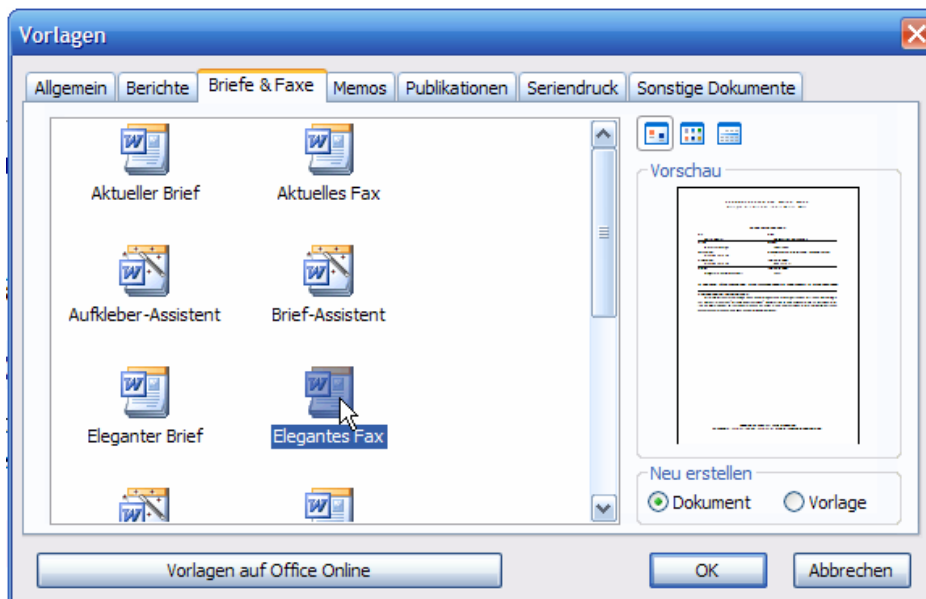 Vorlagen
Allgemein Berichte Briefe & Faxe Memos Publikationen Seriendruck Sonstige Dokumente
Aktueller Brief Aktuelles Fax
Aufkleber-Assistent Brief-Assistent
Eleganter Brief Elegantes Fax
Vorschau
Neu erstellen
Dokument Vorlage
Vorlagen auf Office Online OK Abbrechen